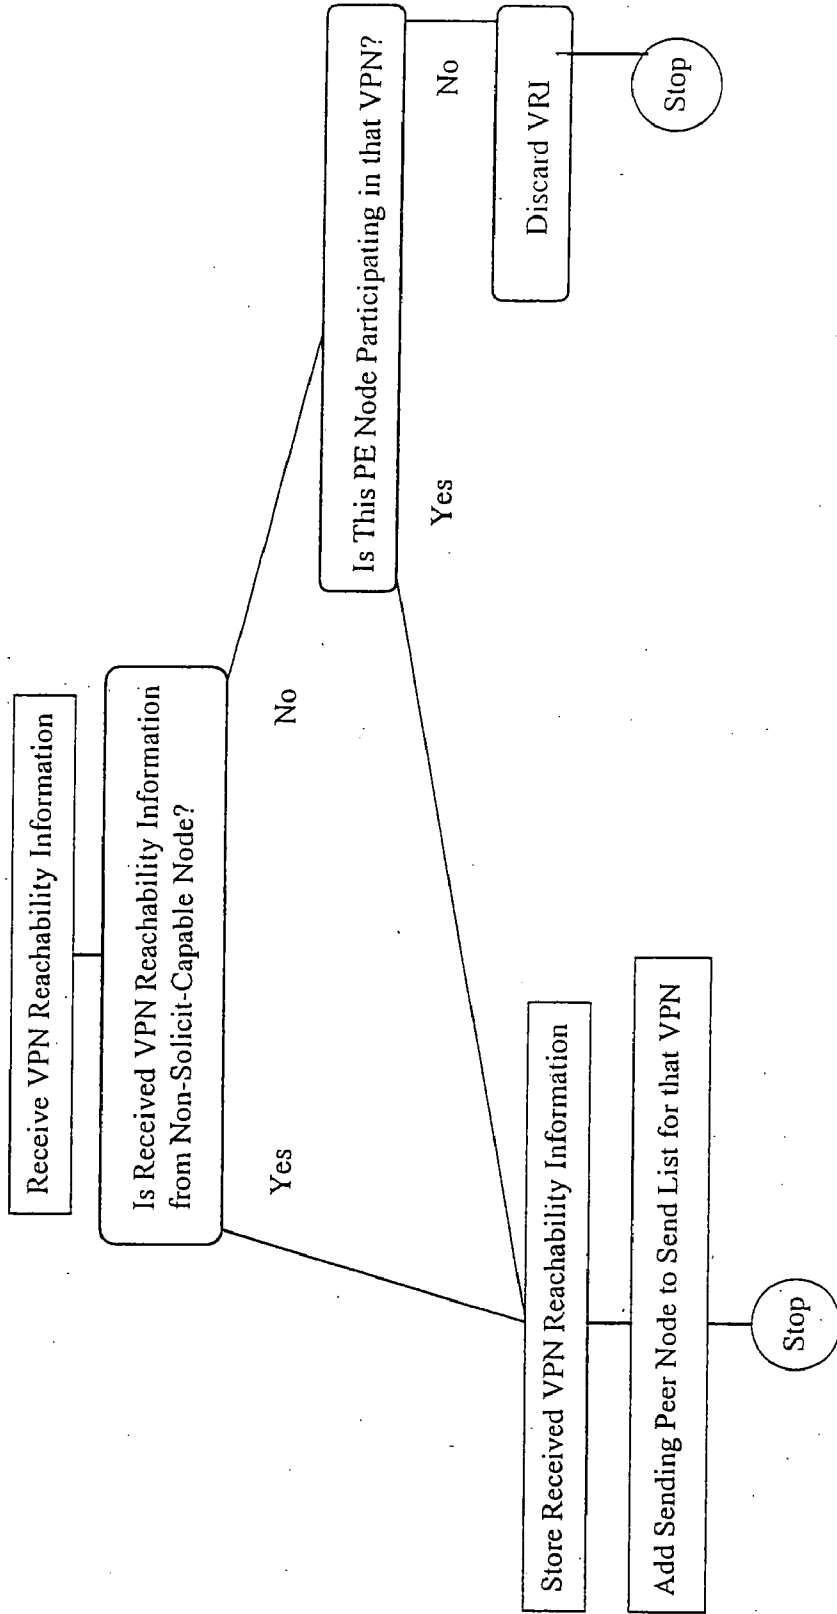 Receive VPN Reachability Information
Is Received VPN Reachability Information
from Non-Solicit-Capable Node?
Yes
No
Is This PE Node Participating in that VPN?
Yes
No
Store Received VPN Reachability Information
Discard VRI
Add Sending Peer Node to Send List for that VPN
Stop
Stop